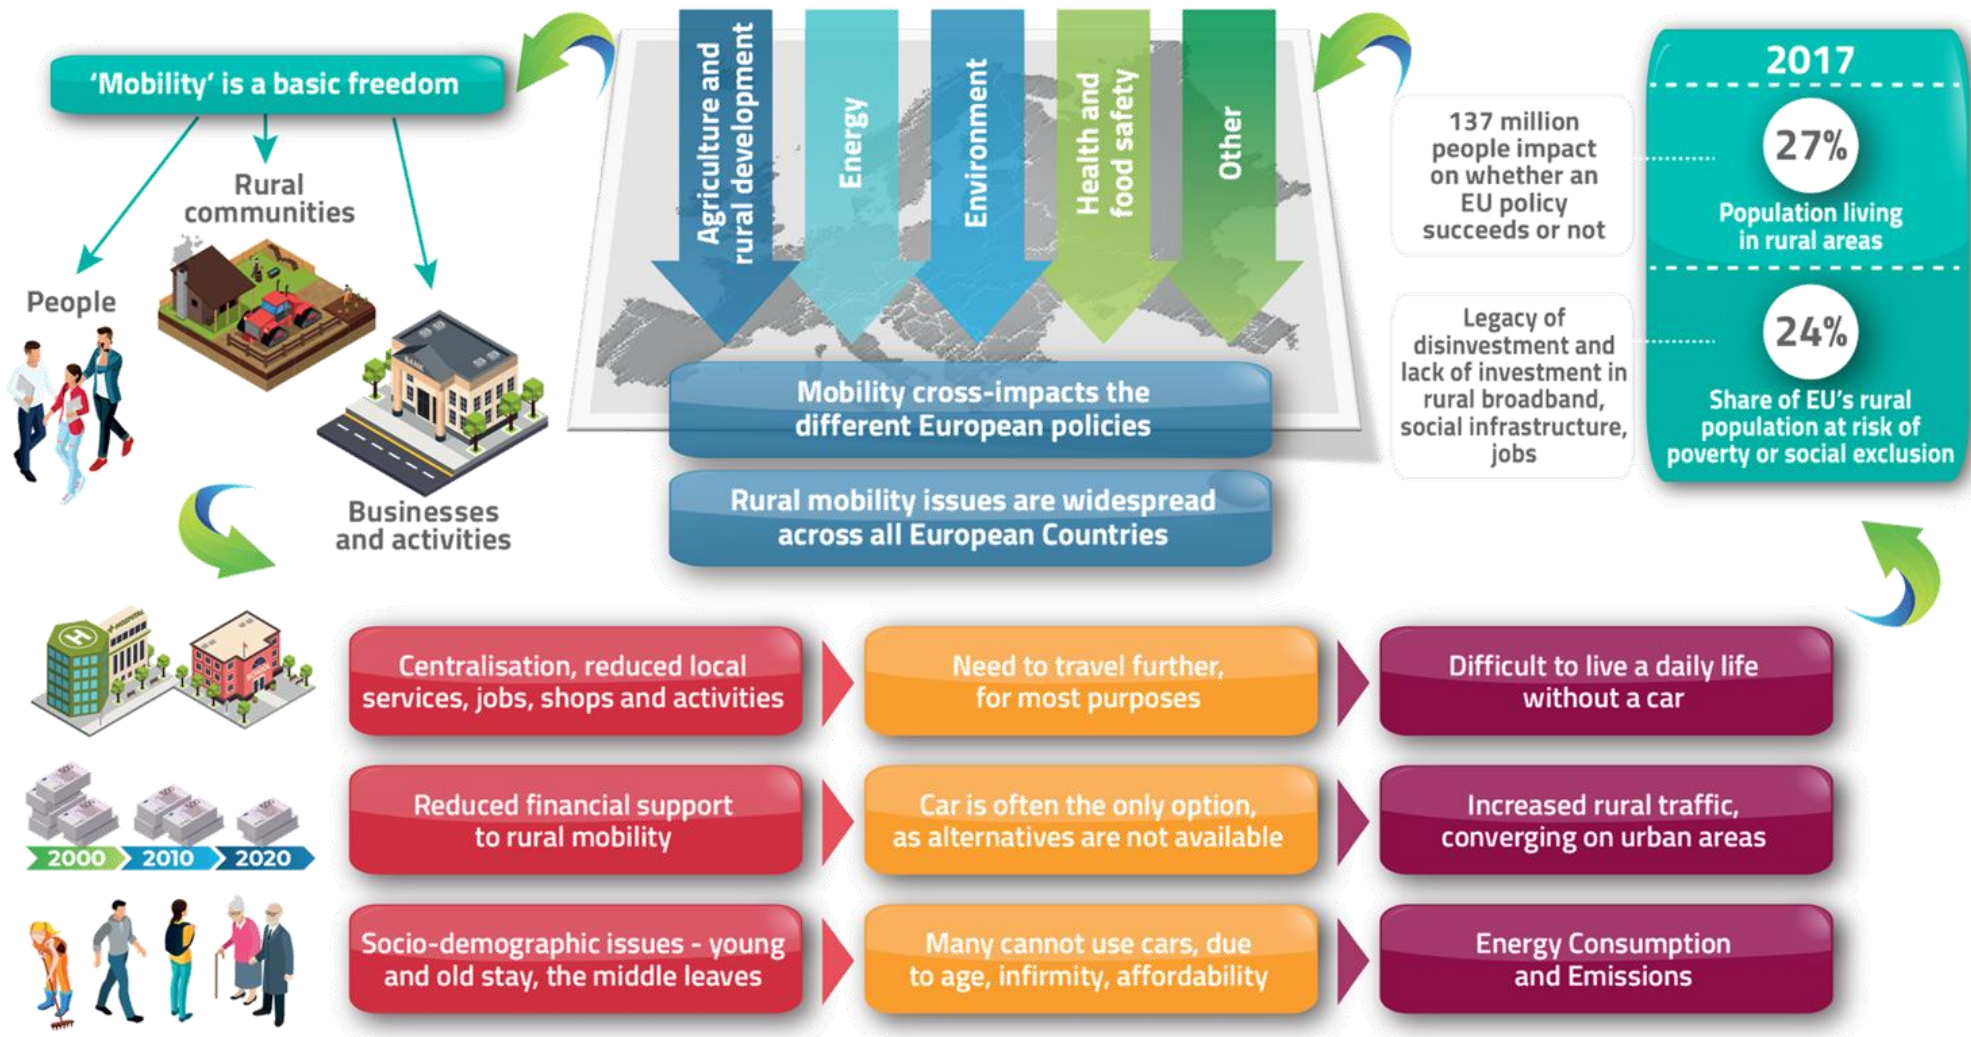 'Mobility' is a basic freedom
Rural
communities
People
Businesses
and activities
BANK
Agriculture and
rural development
Energy
Environment
Health and
food safety
Other
Mobility cross-impacts the
different European policies
Rural mobility issues are widespread
across all European Countries
137 million
people impact
on whether an
EU policy
succeeds or not
Legacy of
disinvestment and
lack of investment in
rural broadband,
social infrastructure,
jobs
2017
27%
Population living
in rural areas
24%
Share of EU's rural
population at risk of
poverty or social exclusion
H
Centralisation, reduced local
services, jobs, shops and activities
Need to travel further,
for most purposes
Difficult to live a daily life
without a car
2000
2010
2020
Reduced financial support
to rural mobility
Car is often the only option,
as alternatives are not available
Increased rural traffic,
converging on urban areas
Socio-demographic issues - young
and old stay, the middle leaves
Many cannot use cars, due
to age, infirmity, affordability
Energy Consumption
and Emissions